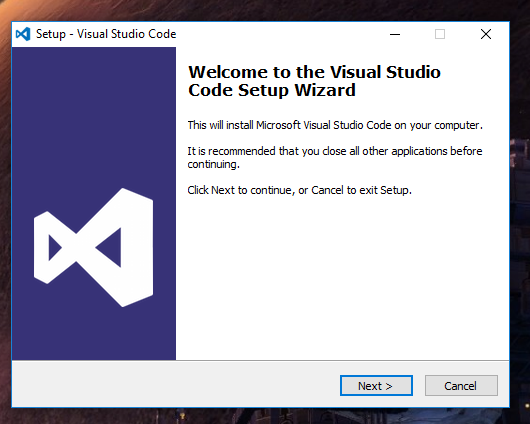 Setup - Visual Studio Code
Welcome to the Visual Studio
Code Setup Wizard
This will install Microsoft Visual Studio Code on your computer.
It is recommended that you close all other applications before
continuing.
Click Next to continue, or Cancel to exit Setup.
Next >
Cancel